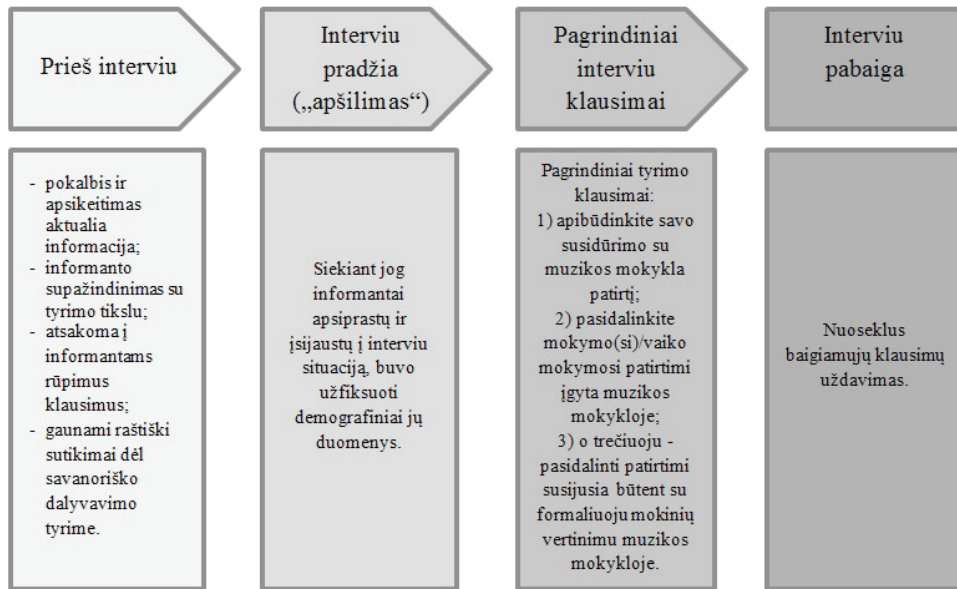 Prieš interviu
Interviu
pradžia
(„apšilimas“)
Pagrindiniai
interviu
klausimai
Interviu
pabaiga
- pokalbis ir
apsikeitimas
aktualia
informacija;
- informanto
supažindinimas su
tyrimo tikslu;
- atsakoma į
informantams
rūpimus
klausimus;
- gaunami raštiški
sutikimai dėl
savanoriško
dalyvavimo
tyrime.
Siekiant jog
informantai
apsiprastų ir
įsijaustų į interviu
situaciją, buvo
užfiksuoti
demografiniai jų
duomenys.
Pagrindiniai tyrimo
klausimai:
1) apibūdinkite savo
susidūrimo su
muzikos mokykla
patirtį;
2) pasidalinkite
mokymo(si)/vaiko
mokymosi patirtimi
įgyta muzikos
mokykloje;
3) o trečiuoju -
pasidalinti patirtimi
susijusia būtent su
formaliuoju mokinių
vertinimu muzikos
mokykloje.
Nuoseklus
baigiamųjų klausimų
uždavimas.